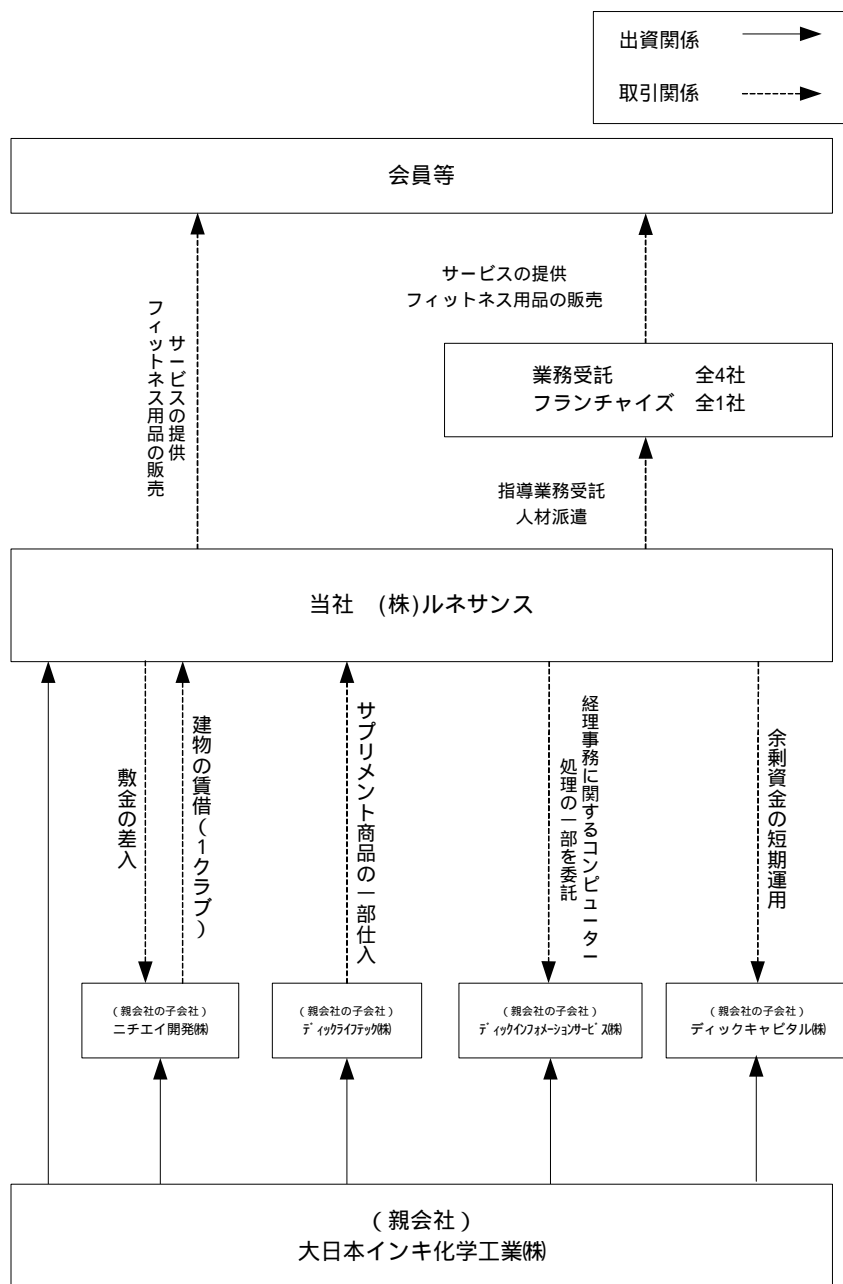 出資関係
取引関係
会員等
サービスの提供
フィットネス用品の販売
サービスの提供
フィットネス用品の販売
業務受託 全4社
フランチャイズ 全1社
指導業務受託
人材派遣
当社 (株)ルネサンス
敷金の差入
建物の賃借(1クラブ)
サプリメント商品の一部仕入
経理事務に関するコンピューター
処理の一部を委託
余剰資金の短期運用
(親会社の子会社)
ニチエイ開発㈱
(親会社の子会社)
ディックライフテック㈱
(親会社の子会社)
ディックインフォメーションサービス㈱
(親会社の子会社)
ディックキャピタル㈱
(親会社)
大日本インキ化学工業㈱